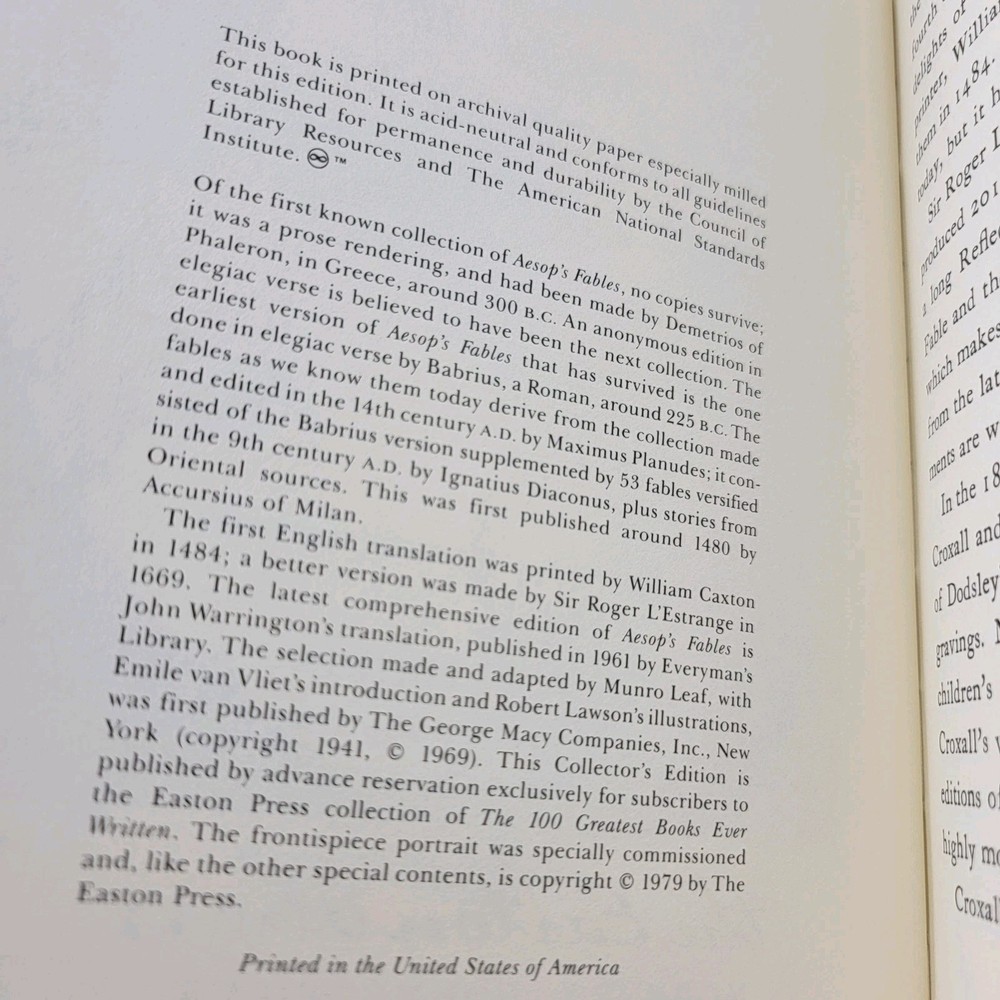 This book is printed on archival quality paper especially milled
for this edition. It is acid-neutral and conforms to all guidelines
established for permanence and durability by the Council of
Library Resources and The American National Standards
Institute. ♾ ™
Of the first known collection of Aesop's Fables, no copies survive;
it was a prose rendering, and had been made by Demetrios of
Phaleron, in Greece, around 300 B.C. An anonymous edition in
elegiac verse is believed to have been the next collection. The
earliest version of Aesop's Fables that has survived is the one
done in elegiac verse by Babrius, a Roman, around 225 B.C. The
fables as we know them today derive from the collection made
and edited in the 14th century A.D. by Maximus Planudes; it con-
sisted of the Babrius version supplemented by 53 fables versified
in the 9th century A.D. by Ignatius Diaconus, plus stories from
Oriental sources. This was first published around 1480 by
Accursius of Milan.
The first English translation was printed by William Caxton
in 1484; a better version was made by Sir Roger L'Estrange in
1669. The latest comprehensive edition of Aesop's Fables is
John Warrington's translation, published in 1961 by Everyman's
Library. The selection made and adapted by Munro Leaf, with
Emile van Vliet's introduction and Robert Lawson's illustrations,
was first published by The George Macy Companies, Inc., New
York (copyright 1941, © 1969). This Collector's Edition is
published by advance reservation exclusively for subscribers to
the Easton Press collection of The 100 Greatest Books Ever
Written. The frontispiece portrait was specially commissioned
and, like the other special contents, is copyright © 1979 by The
Easton Press.
Printed in the United States of America
the
fourth
delights of
printer, Willia
them in 1484.
today, but it b
Sir Roger L
produced 201
a long Reflec
Fable and th
which makes
from the lat
ments are w
In the 18
Croxall and
of Dodsley'
gravings.
children's
Croxall's
editions of
highly mo
Croxal